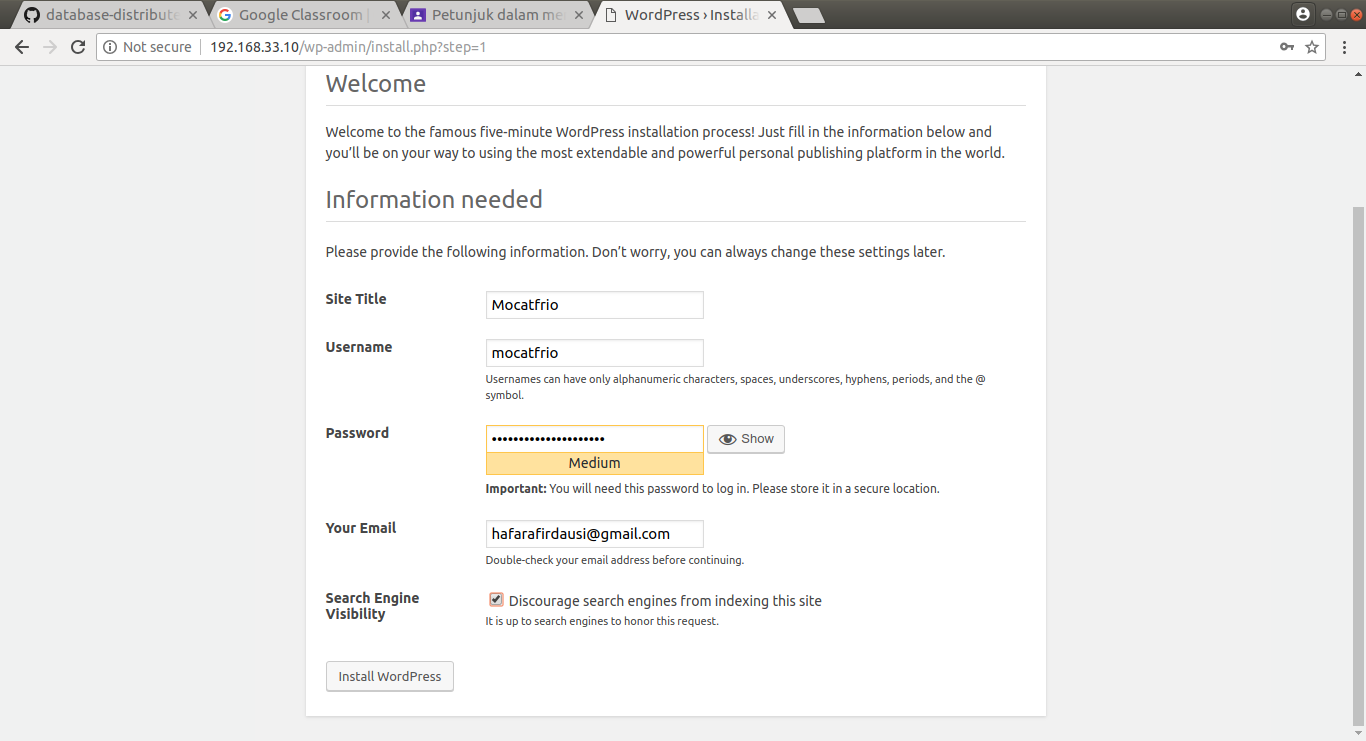 database-distribute
Google Classroom |
Petunjuk dalam me
WordPress › Installa
Not secure
192.168.33.10/wp-admin/install.php?step=1
Welcome
Welcome to the famous five-minute WordPress installation process! Just fill in the information below and
you’ll be on your way to using the most extendable and powerful personal publishing platform in the world.
Information needed
Please provide the following information. Don’t worry, you can always change these settings later.
Site Title
Mocatfrio
Username
mocatfrio
Usernames can have only alphanumeric characters, spaces, underscores, hyphens, periods, and the @
symbol.
Password
•••••••••••••••••••••
Show
Medium
Important: You will need this password to log in. Please store it in a secure location.
Your Email
hafarafirdausi@gmail.com
Double-check your email address before continuing.
Search Engine
Visibility
Discourage search engines from indexing this site
It is up to search engines to honor this request.
Install WordPress